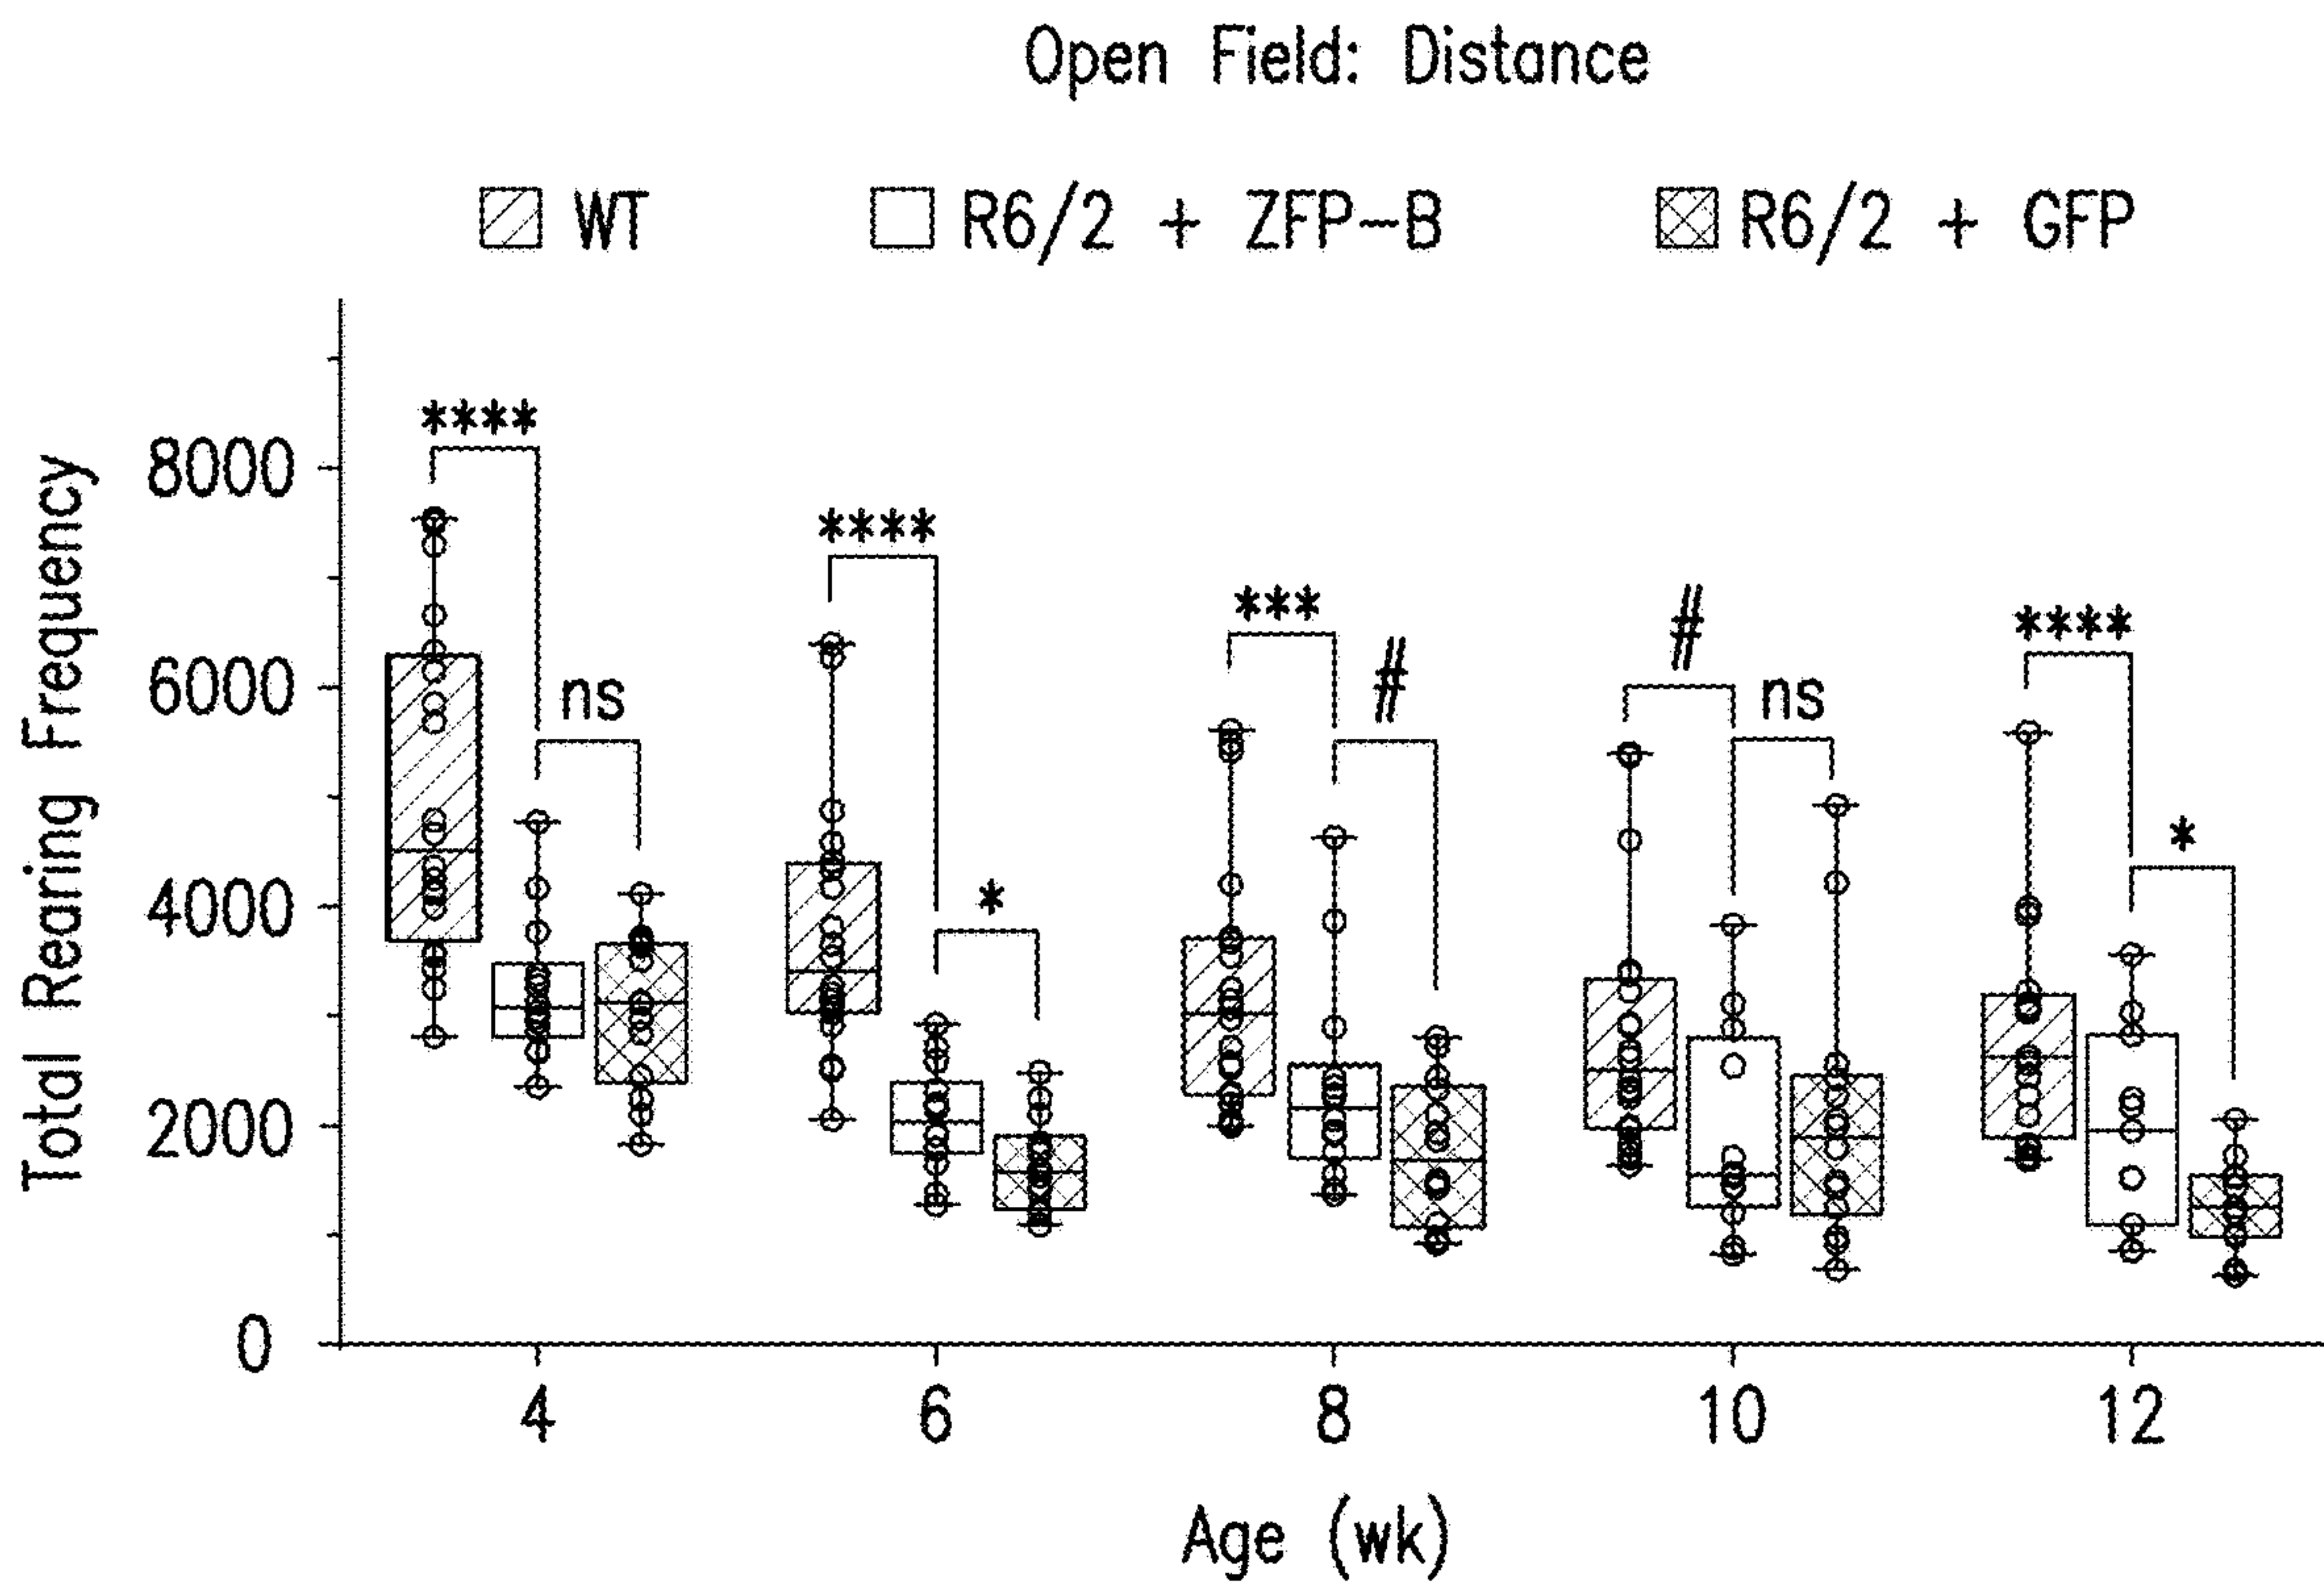 Open Field: Distance
WT R6/2 + ZFP-B R6/2 + GFP
Total Rearing Frequency
8000
6000
4000
2000
0
**** ns
**** *
*** #
# ns
**** *
4 6 8 10 12
Age (wk)